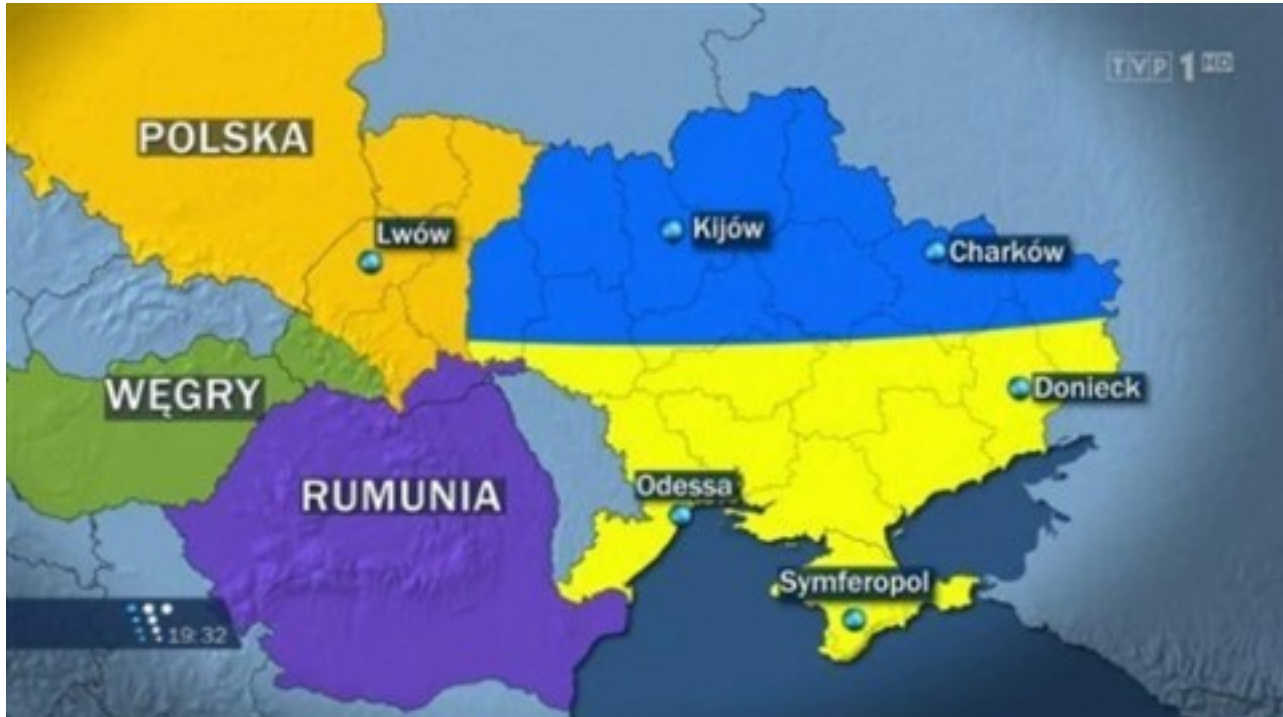 TVP 1 HD
POLSKA
Lwów
Kijów
Charków
WĘGRY
Donieck
RUMUNIA
Odessa
Symferopol
19:32